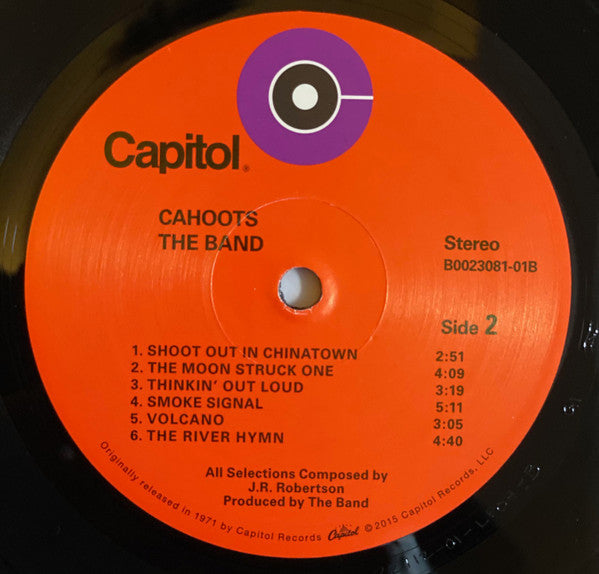 Capitol®
CAHOOTS
THE BAND
Stereo
B0023081-01B
Side 2
1. SHOOT OUT IN CHINATOWN 2:51
2. THE MOON STRUCK ONE 4:09
3. THINKIN' OUT LOUD 3:19
4. SMOKE SIGNAL 5:11
5. VOLCANO 3:05
6. THE RIVER HYMN 4:40
All Selections Composed by
J.R. Robertson
Produced by The Band
Originally released in 1971 by Capitol Records Capitol ® ©2015 Capitol Records, LLC